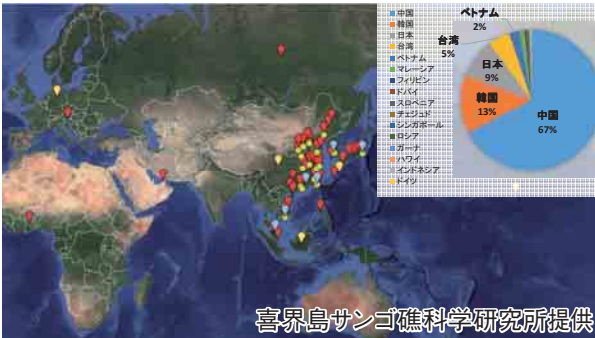 中国
韓国
日本
台湾
ベトナム
マレーシア
フィリピン
ドバイ
スロベニア
チェジュド
シンガポール
ロシア
ガーナ
ハワイ
インドネシア
ドイツ
ベトナム
2%
台湾
5%
日本
9%
韓国
13%
中国
67%
喜界島サンゴ礁科学研究所提供